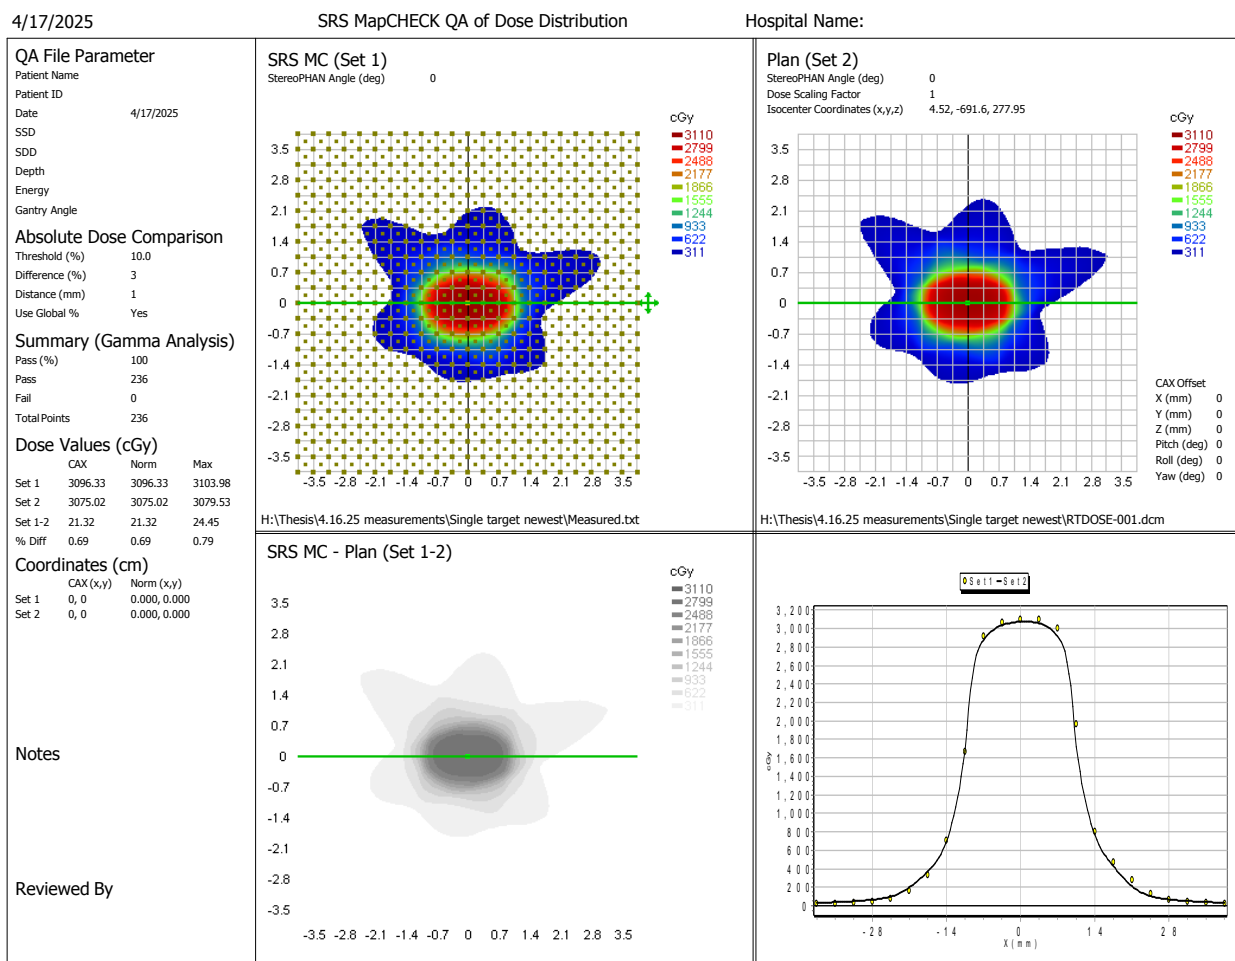 4/17/2025 SRS MapCHECK QA of Dose Distribution Hospital Name:
QA File Parameter
Patient Name
Patient ID
Date 4/17/2025
SSD
SDD
Depth
Energy
Gantry Angle
Absolute Dose Comparison
Threshold (%) 10.0
Difference (%) 3
Distance (mm) 1
Use Global % Yes
Summary (Gamma Analysis)
Pass (%) 100
Pass 236
Fail 0
Total Points 236
Dose Values (cGy)
CAX Norm Max
Set 1 3096.33 3096.33 3103.98
Set 2 3075.02 3075.02 3079.53
Set 1-2 21.32 21.32 24.45
% Diff 0.69 0.69 0.79
Coordinates (cm)
CAX (x,y) Norm (x,y)
Set 1 0, 0 0.000, 0.000
Set 2 0, 0 0.000, 0.000
Notes
Reviewed By
SRS MC (Set 1)
StereoPHAN Angle (deg) 0
cGy
3110
2799
2488
2177
1866
1555
1244
933
622
311
3.5
2.8
2.1
1.4
0.7
0
-0.7
-1.4
-2.1
-2.8
-3.5
-3.5 -2.8 -2.1 -1.4 -0.7 0 0.7 1.4 2.1 2.8 3.5
H:\Thesis\4.16.25 measurements\Single target newest\Measured.txt
Plan (Set 2)
StereoPHAN Angle (deg) 0
Dose Scaling Factor 1
Isocenter Coordinates (x,y,z) 4.52, -691.6, 277.95
cGy
3110
2799
2488
2177
1866
1555
1244
933
622
311
3.5
2.8
2.1
1.4
0.7
0
-0.7
-1.4
-2.1
-2.8
-3.5
-3.5 -2.8 -2.1 -1.4 -0.7 0 0.7 1.4 2.1 2.8 3.5
CAX Offset
X (mm) 0
Y (mm) 0
Z (mm) 0
Pitch (deg) 0
Roll (deg) 0
Yaw (deg) 0
H:\Thesis\4.16.25 measurements\Single target newest\RTDOSE-001.dcm
SRS MC - Plan (Set 1-2)
cGy
3110
2799
2488
2177
1866
1555
1244
933
622
311
3.5
2.8
2.1
1.4
0.7
0
-0.7
-1.4
-2.1
-2.8
-3.5
-3.5 -2.8 -2.1 -1.4 -0.7 0 0.7 1.4 2.1 2.8 3.5
Set1 Set2
3,200
3,000
2,800
2,600
2,400
2,200
2,000
1,800
1,600
1,400
1,200
1,000
800
600
400
200
0
cGy
-28 -14 0 14 28
X(mm)